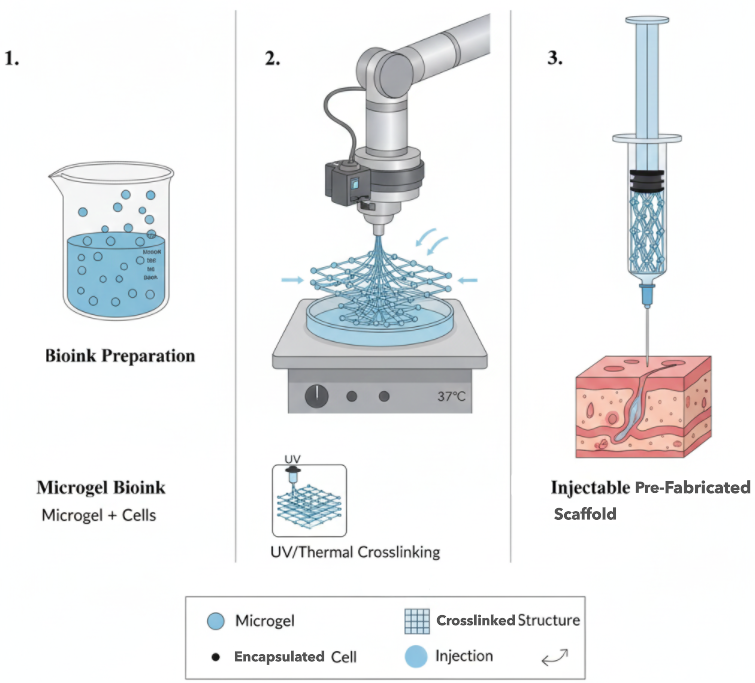 1.
2.
3.
37°C
Bioink Preparation
Microgel Bioink
Microgel + Cells
UV
UV/Thermal Crosslinking
Injectable Pre-Fabricated
Scaffold
Microgel
Crosslinked Structure
Encapsulated Cell
Injection